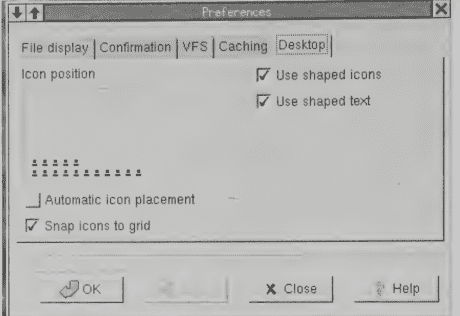 Preferences
File display Confirmation VFS Caching Desktop
Icon position
Use shaped icons
Use shaped text
Automatic icon placement
Snap icons to grid
OK Close Help